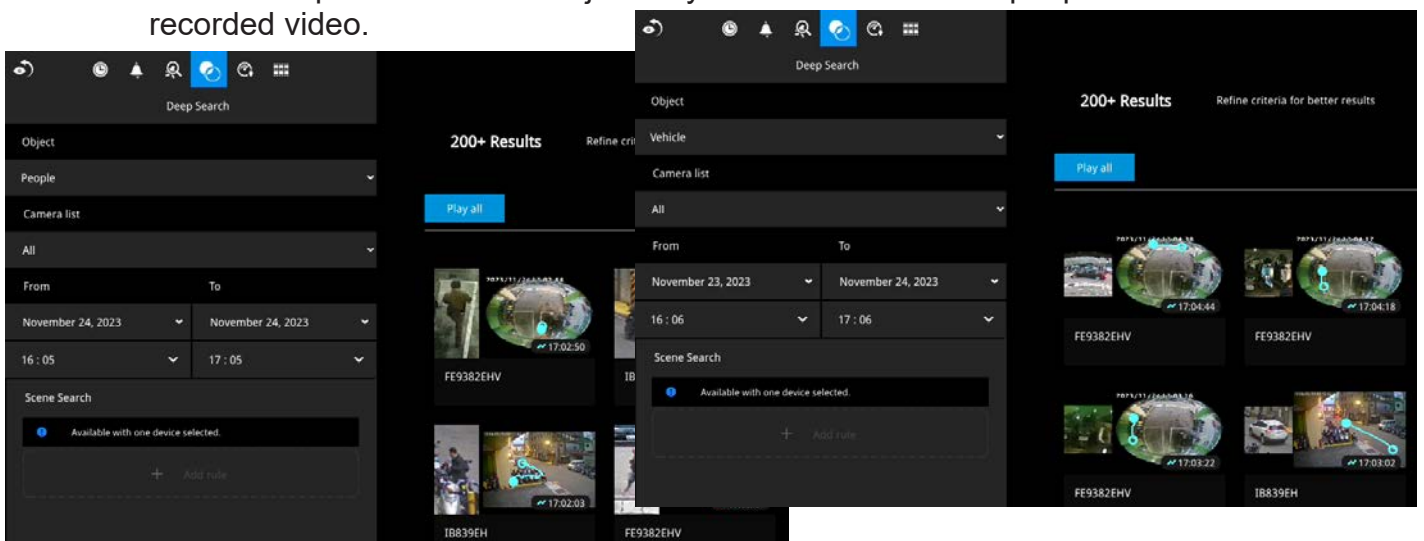 recorded video.
Deep Search
Object
People
Camera list
All
From To
November 24, 2023 November 24, 2023
16 : 05 17 : 05
Scene Search
Available with one device selected.
+ Add rule
200+ Results Refine
Play all
17:02:50
FE9382EHV
17:02:03
IB839EH FE9382EHV
Deep Search
Object
Vehicle
Camera list
All
From To
November 23, 2023 November 24, 2023
16 : 06 17 : 06
Scene Search
Available with one device selected.
+ Add rule
200+ Results Refine criteria for better results
Play all
17:04:44 17:04:18
FE9382EHV FE9382EHV
17:03:22 17:03:02
FE9382EHV IB839EH